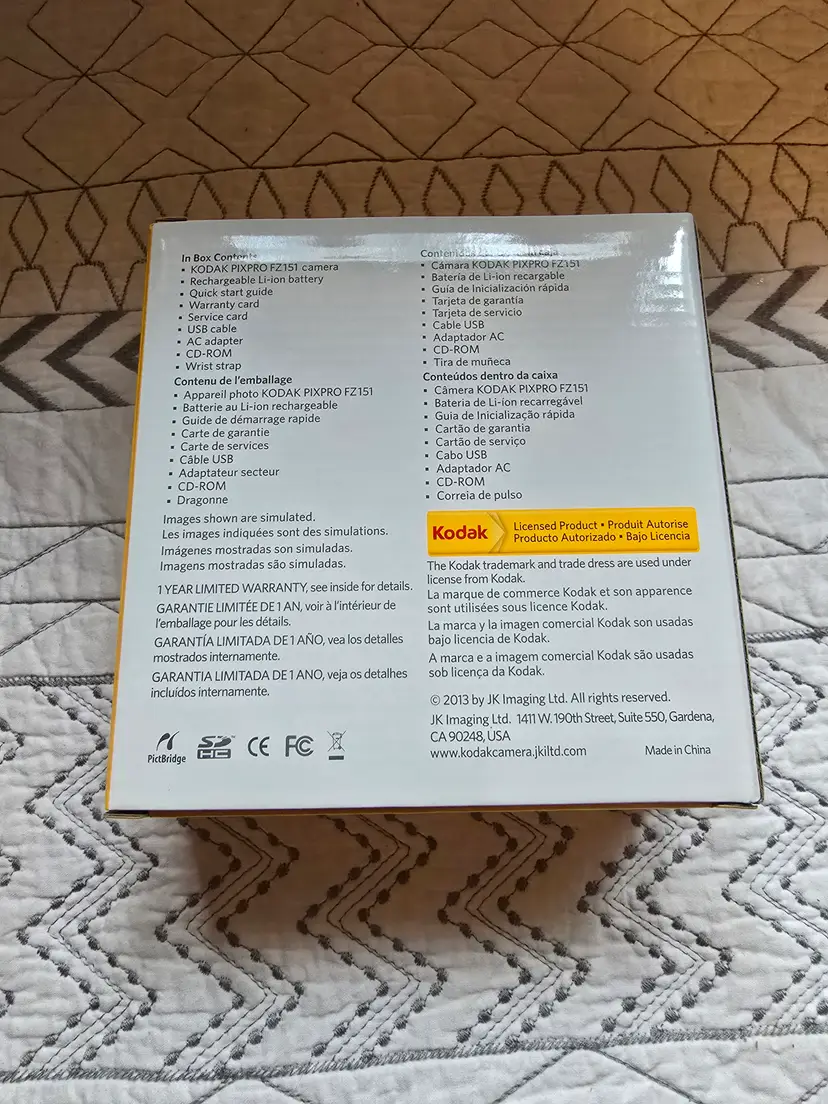 In Box Contents
▪ KODAK PIXPRO FZ151 camera
▪ Rechargeable Li-ion battery
▪ Quick start guide
▪ Warranty card
▪ Service card
▪ USB cable
▪ AC adapter
▪ CD-ROM
▪ Wrist strap
Contenu de l'emballage
▪ Appareil photo KODAK PIXPRO FZ151
▪ Batterie au Li-ion rechargeable
▪ Guide de démarrage rapide
▪ Carte de garantie
▪ Carte de services
▪ Câble USB
▪ Adaptateur secteur
▪ CD-ROM
▪ Dragonne
Images shown are simulated.
Les images indiquées sont des simulations.
Imágenes mostradas son simuladas.
Imagens mostradas são simuladas.
1 YEAR LIMITED WARRANTY, see inside for details.
GARANTIE LIMITÉE DE 1 AN, voir à l'intérieur de
l'emballage pour les détails.
GARANTÍA LIMITADA DE 1 AÑO, vea los detalles
mostrados internamente.
GARANTIA LIMITADA DE 1 ANO, veja os detalhes
incluídos internamente.
PictBridge
SD HC
CE
FC
Contenidos
▪ Cámara KODAK PIXPRO FZ151
▪ Batería de Li-ion recargable
▪ Guía de Inicialización rápida
▪ Tarjeta de garantía
▪ Tarjeta de servicio
▪ Cable USB
▪ Adaptador AC
▪ CD-ROM
▪ Tira de muñeca
Conteúdos dentro da caixa
▪ Câmera KODAK PIXPRO FZ151
▪ Bateria de Li-ion recarregável
▪ Guia de Inicialização rápida
▪ Cartão de garantia
▪ Cartão de serviço
▪ Cabo USB
▪ Adaptador AC
▪ CD-ROM
▪ Correia de pulso
Kodak
Licensed Product ▪ Produit Autorise
Producto Autorizado ▪ Bajo Licencia
The Kodak trademark and trade dress are used under
license from Kodak.
La marque de commerce Kodak et son apparence
sont utilisées sous licence Kodak.
La marca y la imagen comercial Kodak son usadas
bajo licencia de Kodak.
A marca e a imagem comercial Kodak são usadas
sob licença da Kodak.
© 2013 by JK Imaging Ltd. All rights reserved.
JK Imaging Ltd. 1411 W. 190th Street, Suite 550, Gardena,
CA 90248, USA
www.kodakcamera.jkiltd.com
Made in China